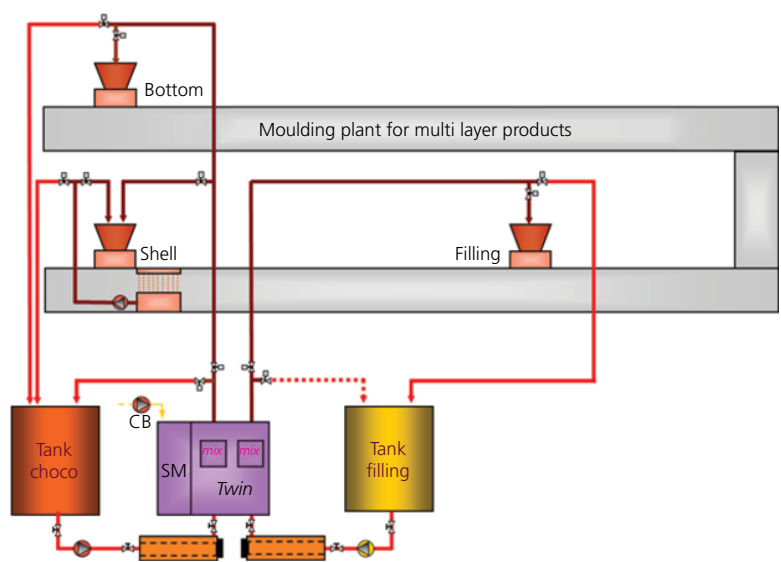 Bottom
Moulding plant for multi layer products
Shell
Filling
CB
Tank
choco
SM
mix
mix
Twin
Tank
filling